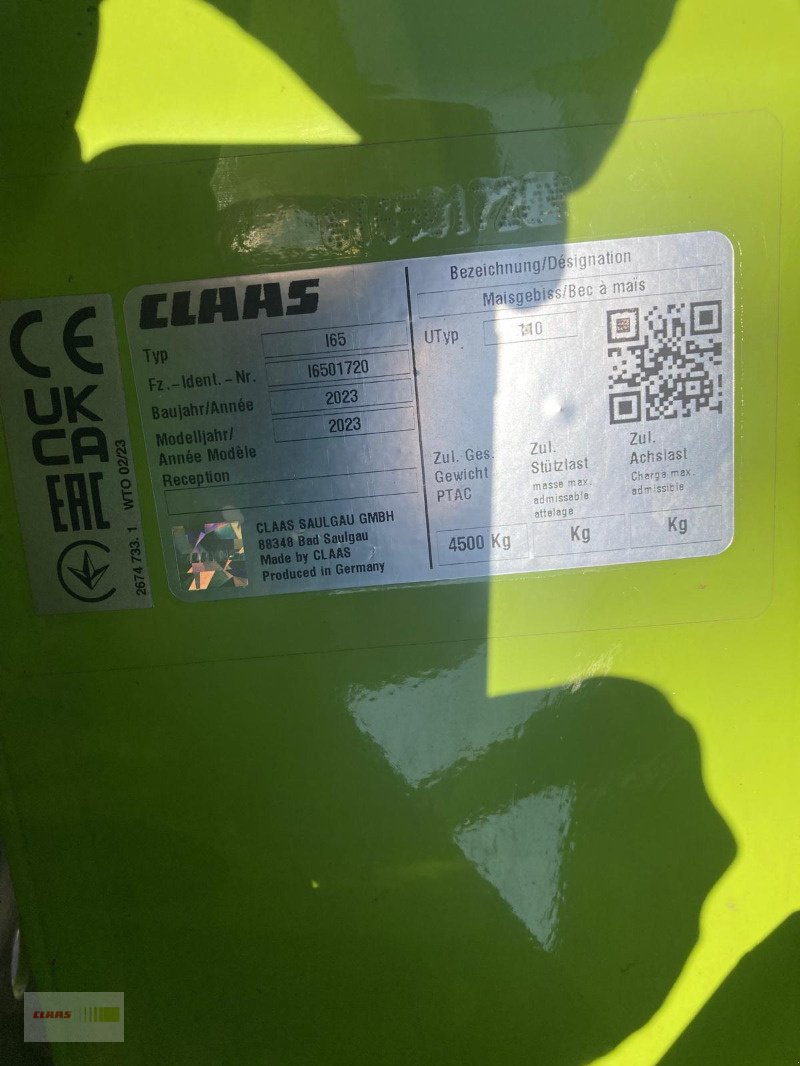 CLAAS
Typ I65
Fz.-Ident.-Nr. I6501720
Baujahr/Année 2023
Modelljahr/ 2023
Année Modèle
Reception
CLAAS SAULGAU GMBH
88348 Bad Saulgau
Made by CLAAS
Produced in Germany
Bezeichnung/Désignation
Maisgebiss/Bec à maïs
UTyp 110
Zul. Ges.
Gewicht
PTAC
4500 Kg
Zul.
Stützlast
masse max.
admissable
attelage
Kg
Zul.
Achslast
Charge max.
admissible
Kg
CE
UK
CA
EAC
2674 733. 1 WTO 02/23
CLAAS